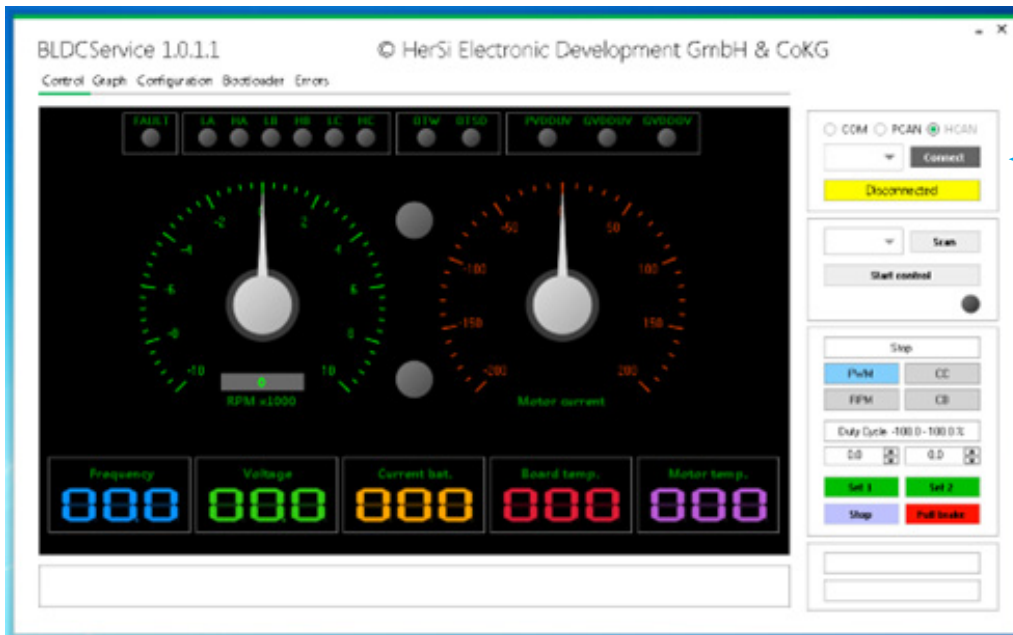 BLDCService 1.0.1.1
© HerSi Electronic Development GmbH & CoKG
Control Graph Configuration Bootloader Errors
FAULT LA HA LB HB LC HC OTW OTSD PVDDUV GVDDUV GVDDOV
COM PCAN HCAN
Connect
Disconnected
Scan
Start control
-2 0 2
-4 4
-6 6
-8 8
-10 10
0
RPM x1000
-50 0 50
-100 100
-150 150
-200 200
Motor current
Stop
PWM CC
RPM CB
Duty Cycle -100.0 - 100.0 %
0.0 0.0
Set 1 Set 2
Stop Full brake
Frequency Voltage Current bat. Board temp. Motor temp.
000 000 000 000 000